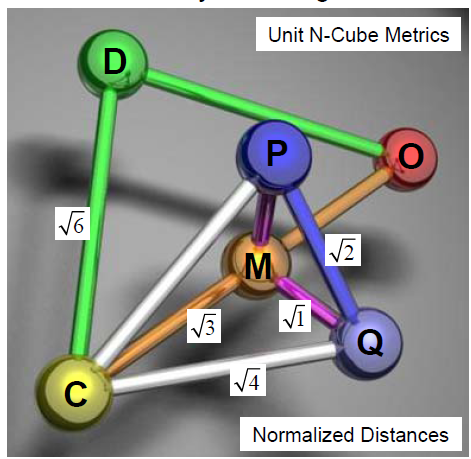 Unit N-Cube Metrics
D
P
O
√6
√2
M
√1
√3
Q
C
√4
Normalized Distances